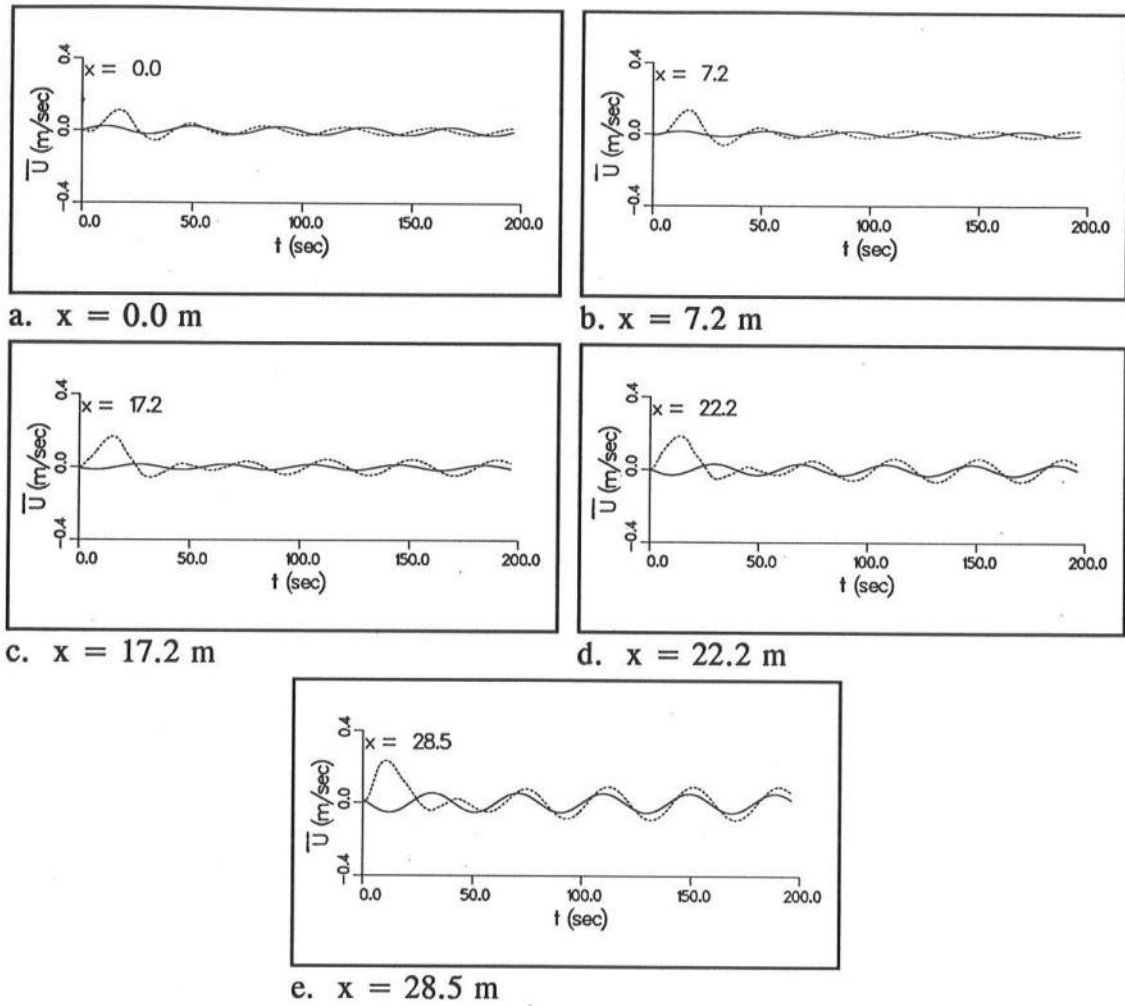 0.4
x = 0.0
0.0
U (m/sec)
-0.4
0.0 50.0 100.0 150.0 200.0
t (sec)
a. x = 0.0 m
0.4
x = 7.2
0.0
U (m/sec)
-0.4
0.0 50.0 100.0 150.0 200.0
t (sec)
b. x = 7.2 m
0.4
x = 17.2
0.0
U (m/sec)
-0.4
0.0 50.0 100.0 150.0 200.0
t (sec)
c. x = 17.2 m
0.4
x = 22.2
0.0
U (m/sec)
-0.4
0.0 50.0 100.0 150.0 200.0
t (sec)
d. x = 22.2 m
0.4
x = 28.5
0.0
U (m/sec)
-0.4
0.0 50.0 100.0 150.0 200.0
t (sec)
e. x = 28.5 m